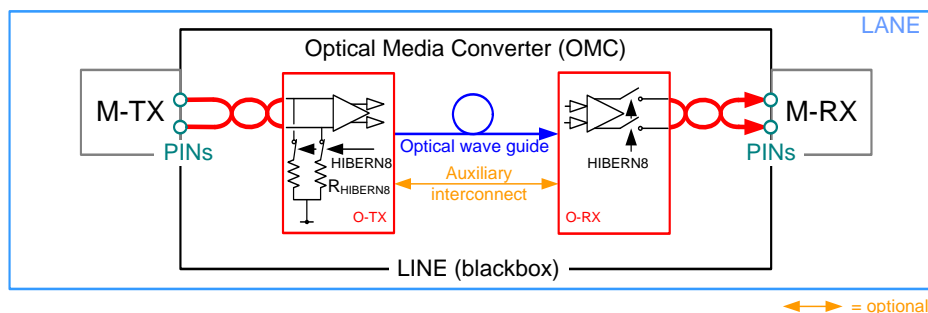 LANE
Optical Media Converter (OMC)
M-TX
PINs
HIBERN8
RHIBERN8
O-TX
Optical wave guide
Auxiliary
interconnect
HIBERN8
O-RX
M-RX
PINs
LINE (blackbox)
= optional